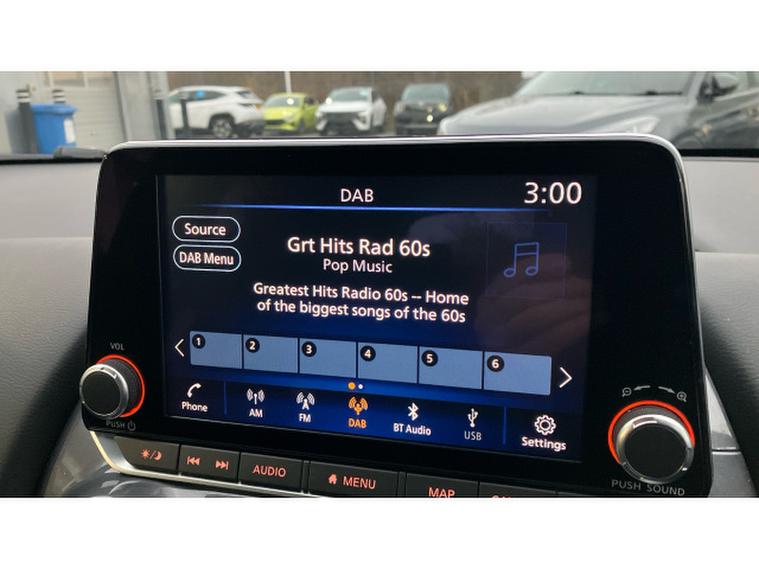 DAB
3:00
Source
DAB Menu
Grt Hits Rad 60s
Pop Music
Greatest Hits Radio 60s -- Home
of the biggest songs of the 60s
1 2 3 4 5 6
Phone
AM
FM
DAB
BT Audio
USB
Settings
VOL
PUSH
PUSH SOUND
AUDIO
MENU
MAP